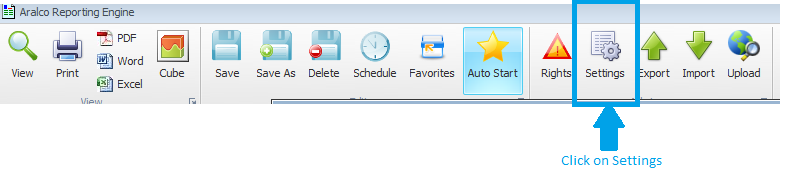 Aralco Reporting Engine
View
Print
PDF
Word
Excel
Cube
Save
Save As
Delete
Schedule
Favorites
Auto Start
Rights
Settings
Export
Import
Upload
View
Click on Settings